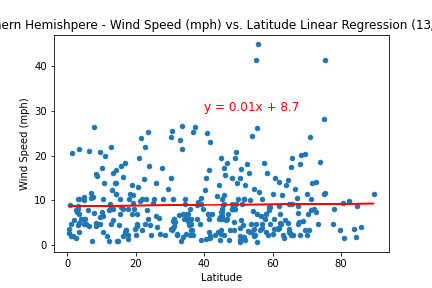 ern Hemishpere - Wind Speed (mph) vs. Latitude Linear Regression (13,
Wind Speed (mph)
40
30
20
10
0
y = 0.01x + 8.7
0 20 40 60 80
Latitude